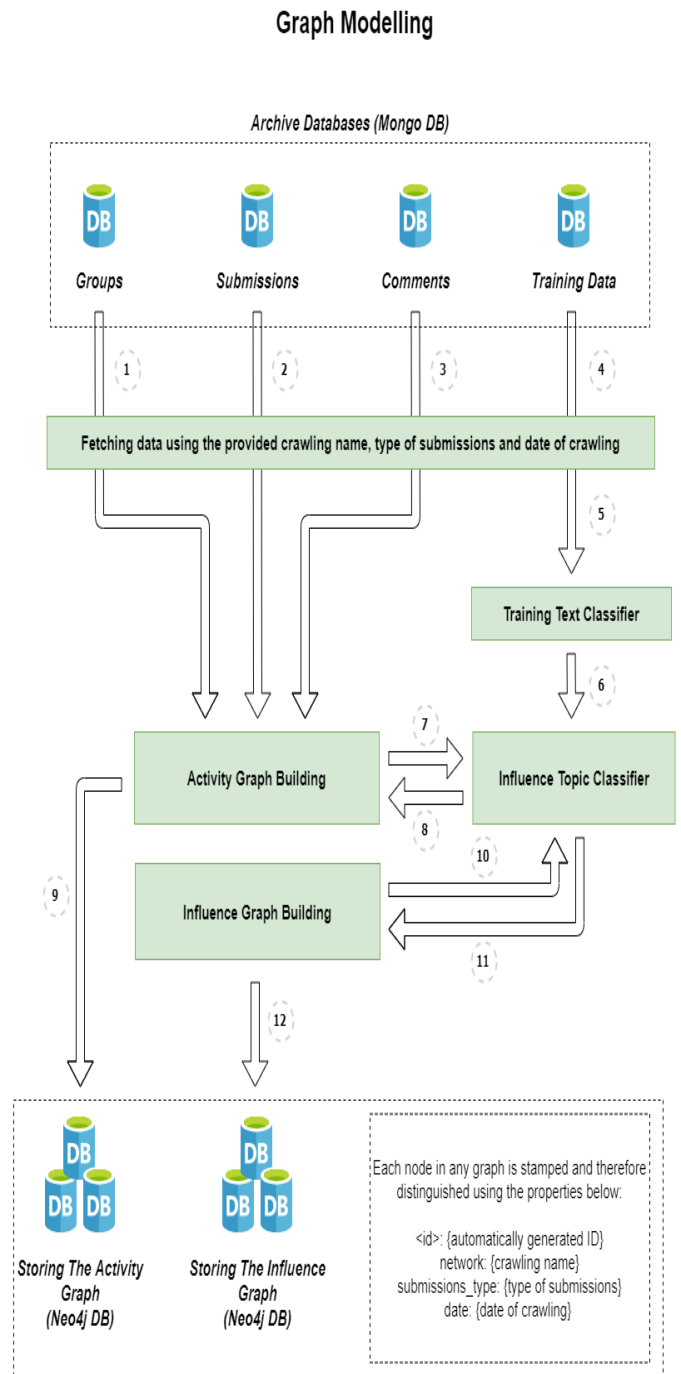 Graph Modelling
Archive Databases (Mongo DB)
DB DB DB DB
Groups Submissions Comments Training Data
1 2 3 4
Fetching data using the provided crawling name, type of submissions and date of crawling
5
Training Text Classifier
6
7
Activity Graph Building
Influence Topic Classifier
8
10
9
Influence Graph Building
11
12
DB
DB DB
Storing The Activity
Graph
(Neo4j DB)
DB
DB DB
Storing The Influence
Graph
(Neo4j DB)
Each node in any graph is stamped and therefore
distinguished using the properties below:
<id>: {automatically generated ID}
network: {crawling name}
submissions_type: {type of submissions}
date: {date of crawling}